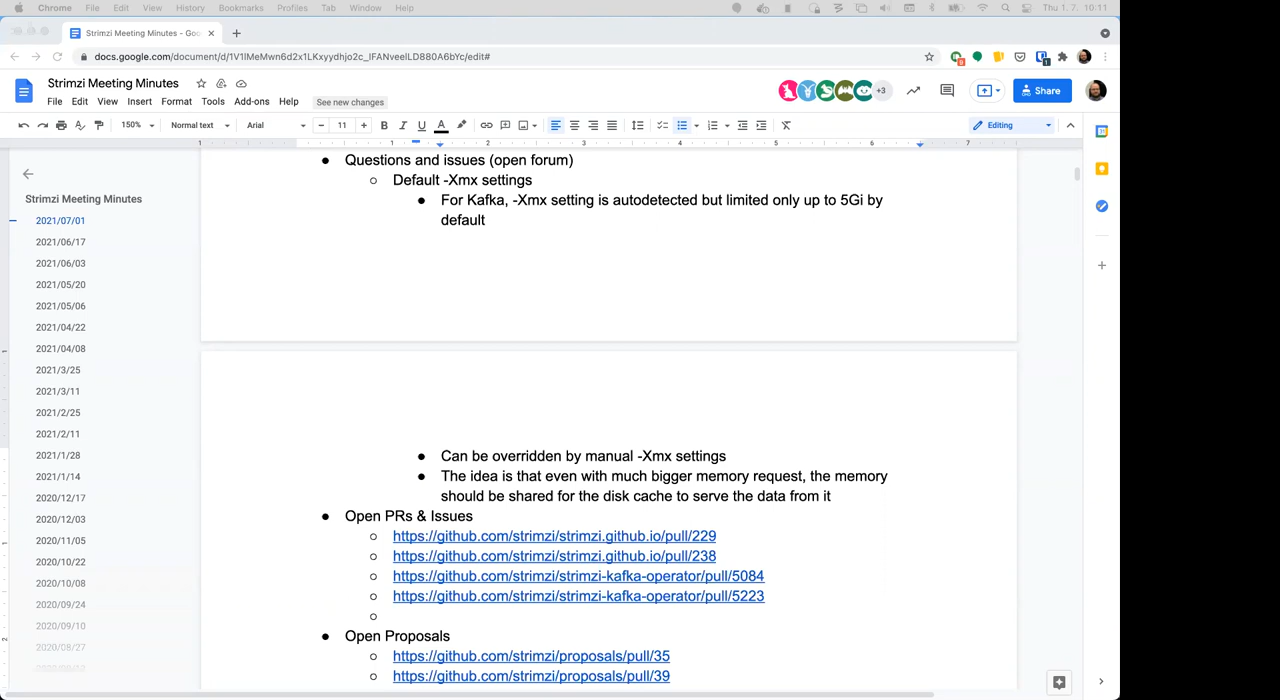 Chrome File Edit View History Bookmarks Profiles Tab Window Help Thu 1. 7. 10:11
Strimzi Meeting Minutes - Goo
docs.google.com/document/d/1V1lMeMwn6d2x1LKxyydhjo2c_lFANveelLD880A6bYc/edit#
Strimzi Meeting Minutes
File Edit View Insert Format Tools Add-ons Help See new changes
+3
Share
150% Normal text Arial 11 B I U A Editing
1 1 2 3 4 5 6 7
Strimzi Meeting Minutes
2021/07/01
2021/06/17
2021/06/03
2021/05/20
2021/05/06
2021/04/22
2021/04/08
2021/3/25
2021/3/11
2021/2/25
2021/2/11
2021/1/28
2021/1/14
2020/12/17
2020/12/03
2020/11/05
2020/10/22
2020/10/08
2020/09/24
2020/09/10
2020/08/27
● Questions and issues (open forum)
○ Default -Xmx settings
● For Kafka, -Xmx setting is autodetected but limited only up to 5Gi by
default
● Can be overridden by manual -Xmx settings
● The idea is that even with much bigger memory request, the memory
should be shared for the disk cache to serve the data from it
● Open PRs & Issues
○ https://github.com/strimzi/strimzi.github.io/pull/229
○ https://github.com/strimzi/strimzi.github.io/pull/238
○ https://github.com/strimzi/strimzi-kafka-operator/pull/5084
○ https://github.com/strimzi/strimzi-kafka-operator/pull/5223
○
● Open Proposals
○ https://github.com/strimzi/proposals/pull/35
○ https://github.com/strimzi/proposals/pull/39